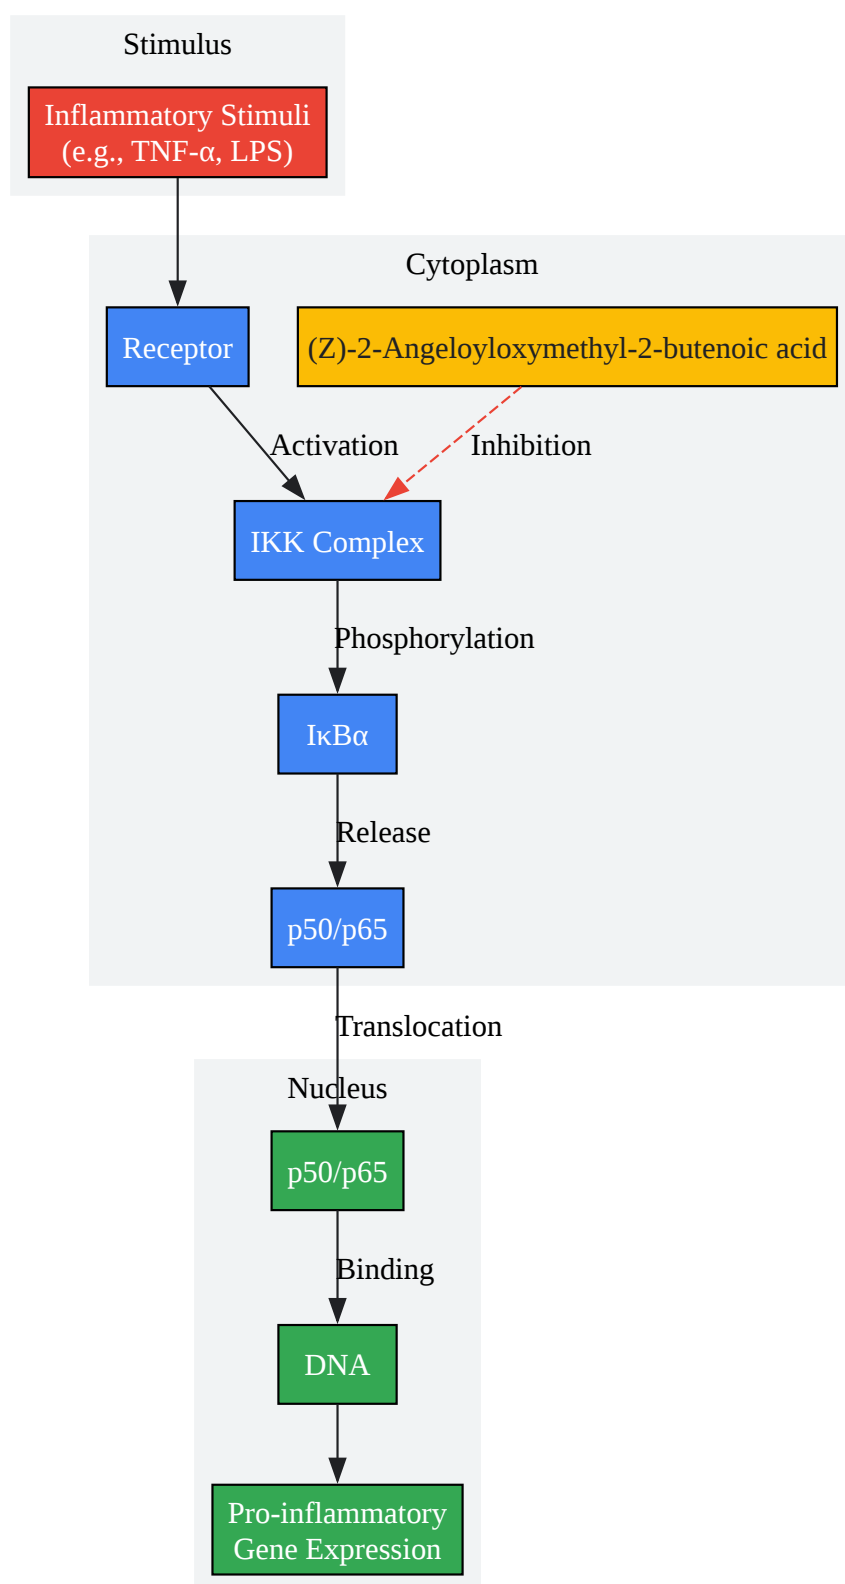 Stimulus
Inflammatory Stimuli
(e.g., TNF-α, LPS)
Cytoplasm
Receptor
(Z)-2-Angeloyloxymethyl-2-butenoic acid
Activation
Inhibition
IKK Complex
Phosphorylation
IκBα
Release
p50/p65
Translocation
Nucleus
p50/p65
Binding
DNA
Pro-inflammatory
Gene Expression